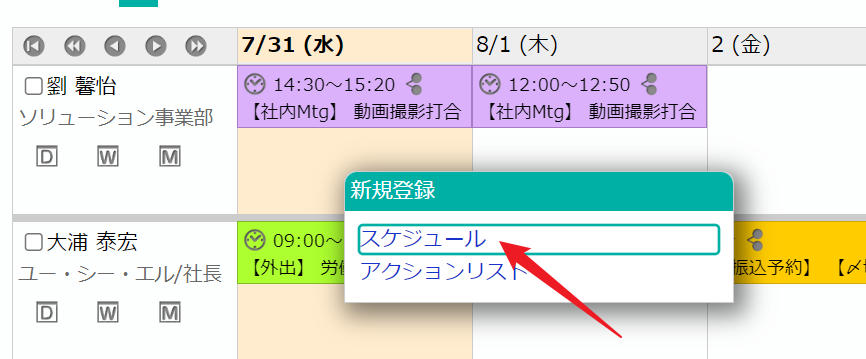 7/31 (水) 8/1 (木) 2 (金)
劉 馨怡
14:30～15:20 12:00～12:50
ソリューション事業部
【社内Mtg】 動画撮影打合 【社内Mtg】 動画撮影打合
D W M
新規登録
スケジュール
アクションリスト
大浦 泰宏
09:00～
ユー・シー・エル/社長
【外出】 労 振込予約】 【〆
D W M